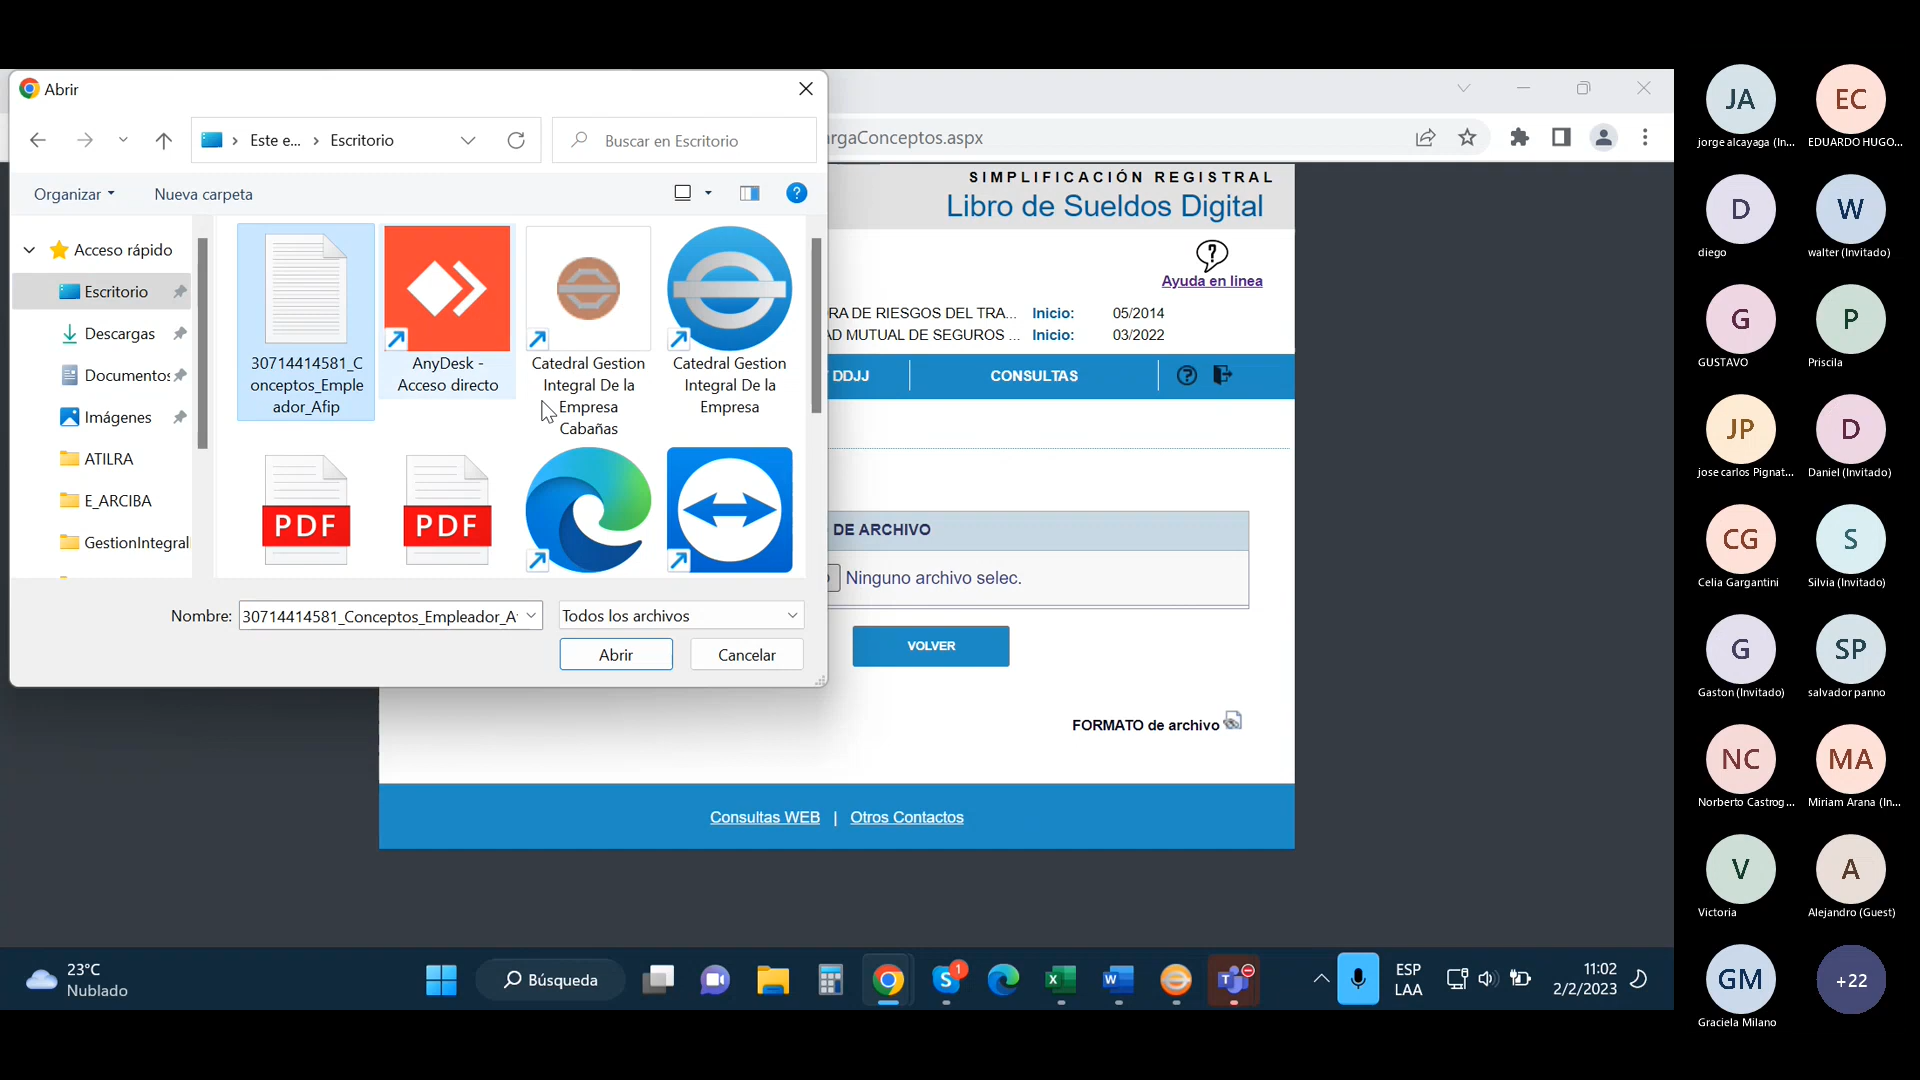 Abrir
Este e...
Escritorio
Buscar en Escritorio
Organizar
Nueva carpeta
Acceso rápido
Escritorio
Descargas
Documentos
Imágenes
ATILRA
E_ARCIBA
GestionIntegral
30714414581_C
onceptos_Emple
ador_Afip
AnyDesk -
Acceso directo
Catedral Gestion
Integral De la
Empresa
Cabañas
Catedral Gestion
Integral De la
Empresa
PDF
PDF
Nombre:
30714414581_Conceptos_Empleador_A
Todos los archivos
Abrir
Cancelar
rgaConceptos.aspx
SIMPLIFICACIÓN REGISTRAL
Libro de Sueldos Digital
Ayuda en linea
RA DE RIESGOS DEL TRA... Inicio: 05/2014
AD MUTUAL DE SEGUROS ... Inicio: 03/2022
DDJJ
CONSULTAS
DE ARCHIVO
Ninguno archivo selec.
VOLVER
FORMATO de archivo
Consultas WEB | Otros Contactos
23°C
Nublado
Búsqueda
1
ESP
LAA
11:02
2/2/2023
JA
jorge alcayaga (In...
EC
EDUARDO HUGO...
D
diego
W
walter (Invitado)
G
GUSTAVO
P
Priscila
JP
jose carlos Pignat...
D
Daniel (Invitado)
CG
Celia Gargantini
S
Silvia (Invitado)
G
Gaston (Invitado)
SP
salvador panno
NC
Norberto Castrog...
MA
Miriam Arana (In...
V
Victoria
A
Alejandro (Guest)
GM
Graciela Milano
+22